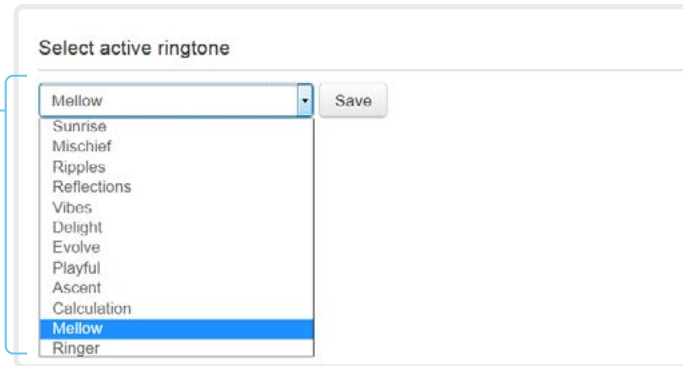 Select active ringtone
Mellow
Save
Sunrise
Mischief
Ripples
Reflections
Vibes
Delight
Evolve
Playful
Ascent
Calculation
Mellow
Ringer